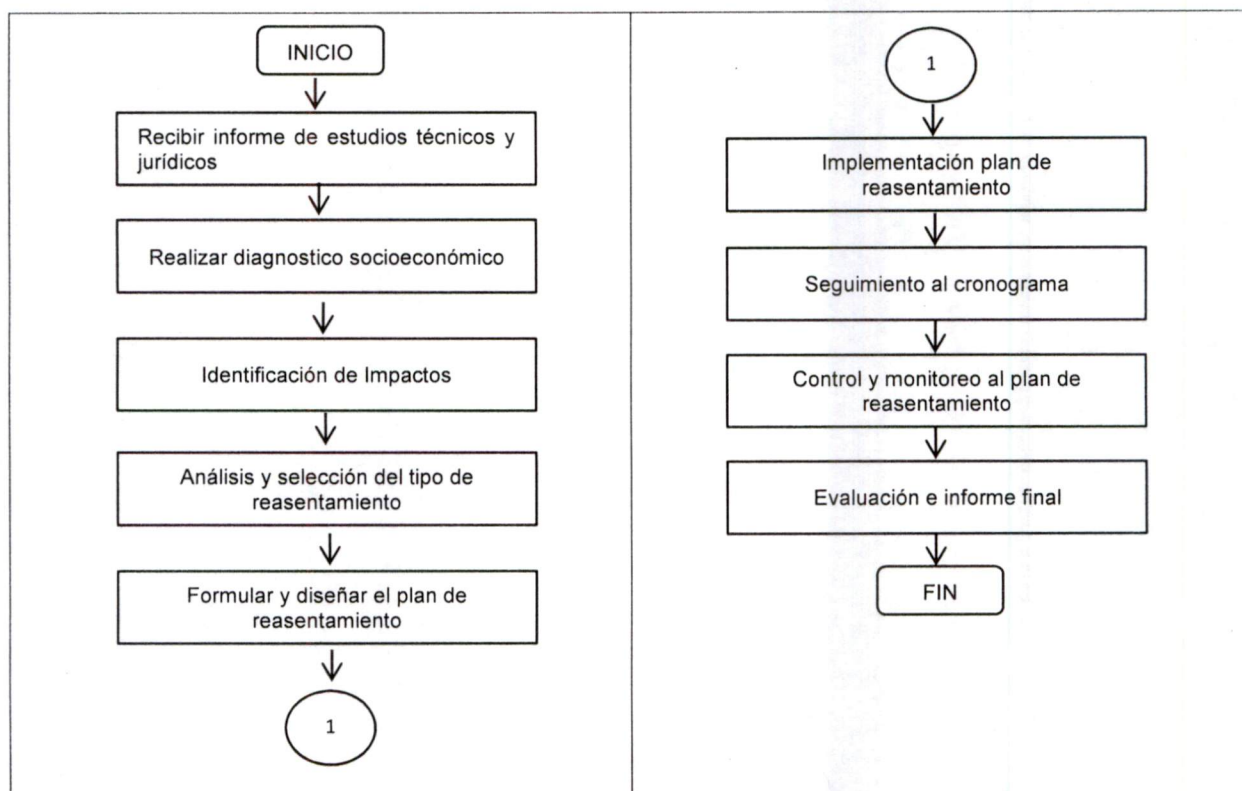 INICIO
Recibir informe de estudios técnicos y
jurídicos
Realizar diagnostico socioeconómico
Identificación de Impactos
Análisis y selección del tipo de
reasentamiento
Formular y diseñar el plan de
reasentamiento
1
1
Implementación plan de
reasentamiento
Seguimiento al cronograma
Control y monitoreo al plan de
reasentamiento
Evaluación e informe final
FIN